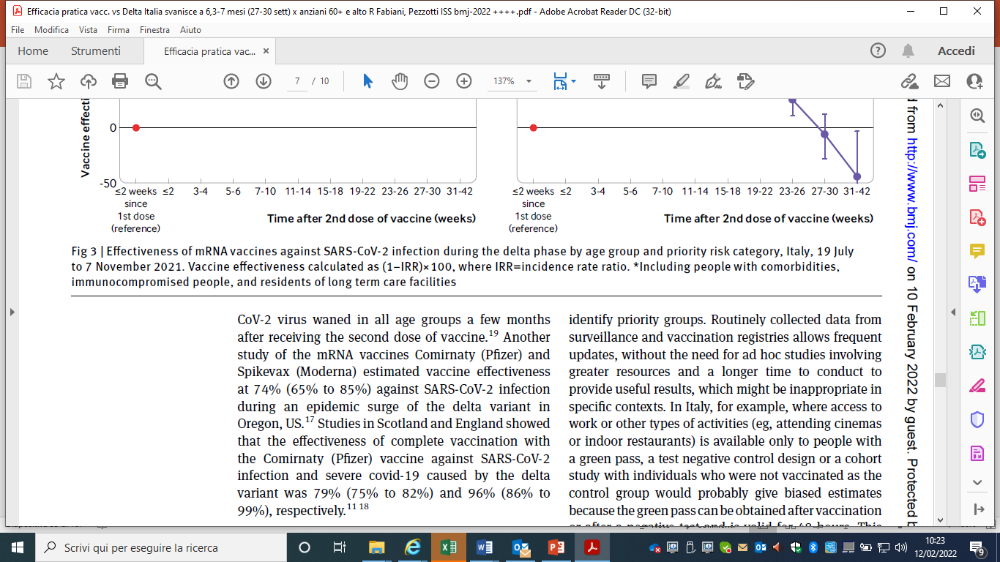 Efficacia pratica vacc. vs Delta Italia svanisce a 6,3-7 mesi (27-30 sett) x anziani 60+ e alto R Fabiani, Pezzotti ISS bmj-2022 ++++.pdf - Adobe Acrobat Reader DC (32-bit)
File Modifica Vista Firma Finestra Aiuto
Home Strumenti Efficacia pratica vac... × Accedi
7 / 10 137%
Vaccine effecti
0
-50
≤2 weeks since 1st dose (reference) ≤2 3-4 5-6 7-10 11-14 15-18 19-22 23-26 27-30 31-42
Time after 2nd dose of vaccine (weeks)
≤2 weeks since 1st dose (reference) ≤2 3-4 5-6 7-10 11-14 15-18 19-22 23-26 27-30 31-42
Time after 2nd dose of vaccine (weeks)
Fig 3 | Effectiveness of mRNA vaccines against SARS-CoV-2 infection during the delta phase by age group and priority risk category, Italy, 19 July
to 7 November 2021. Vaccine effectiveness calculated as (1−IRR)×100, where IRR=incidence rate ratio. *Including people with comorbidities,
immunocompromised people, and residents of long term care facilities
CoV-2 virus waned in all age groups a few months
after receiving the second dose of vaccine.19 Another
study of the mRNA vaccines Comirnaty (Pfizer) and
Spikevax (Moderna) estimated vaccine effectiveness
at 74% (65% to 85%) against SARS-CoV-2 infection
during an epidemic surge of the delta variant in
Oregon, US.17 Studies in Scotland and England showed
that the effectiveness of complete vaccination with
the Comirnaty (Pfizer) vaccine against SARS-CoV-2
infection and severe covid-19 caused by the delta
variant was 79% (75% to 82%) and 96% (86% to
99%), respectively.11 18
identify priority groups. Routinely collected data from
surveillance and vaccination registries allows frequent
updates, without the need for ad hoc studies involving
greater resources and a longer time to conduct to
provide useful results, which might be inappropriate in
specific contexts. In Italy, for example, where access to
work or other types of activities (eg, attending cinemas
or indoor restaurants) is available only to people with
a green pass, a test negative control design or a cohort
study with individuals who were not vaccinated as the
control group would probably give biased estimates
because the green pass can be obtained after vaccination
or after a negative test and is valid for 48 hours. This
d from http://www.bmj.com/ on 10 February 2022 by guest. Protected b
Scrivi qui per eseguire la ricerca
10:23
12/02/2022
9